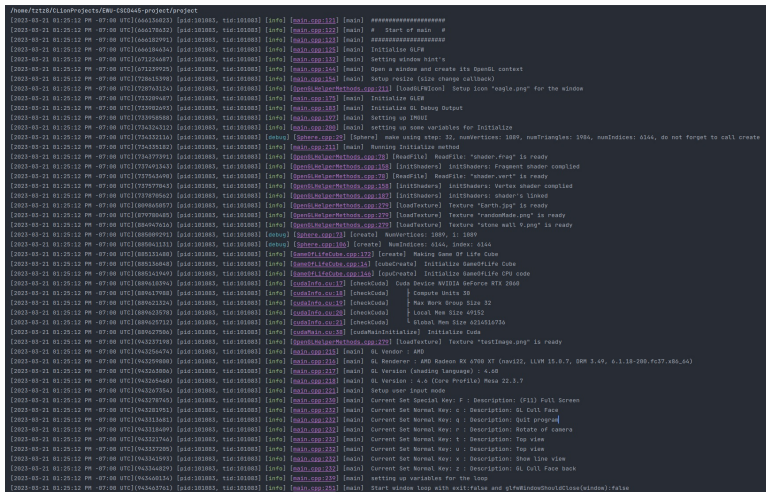 /home/tztz8/CLionProjects/EWU-CSCD445-project/project
[2023-03-21 01:25:12 PM -07:00 UTC](666136023) [pid:101083, tid:101083] [info] [main.cpp:121] [main] #####################
[2023-03-21 01:25:12 PM -07:00 UTC](666178632) [pid:101083, tid:101083] [info] [main.cpp:122] [main] # Start of main #
[2023-03-21 01:25:12 PM -07:00 UTC](666182991) [pid:101083, tid:101083] [info] [main.cpp:123] [main] #####################
[2023-03-21 01:25:12 PM -07:00 UTC](666184634) [pid:101083, tid:101083] [info] [main.cpp:125] [main] Initialise GLFW
[2023-03-21 01:25:12 PM -07:00 UTC](671224687) [pid:101083, tid:101083] [info] [main.cpp:132] [main] Setting window hint's
[2023-03-21 01:25:12 PM -07:00 UTC](671239925) [pid:101083, tid:101083] [info] [main.cpp:144] [main] Open a window and create its OpenGL context
[2023-03-21 01:25:12 PM -07:00 UTC](728615398) [pid:101083, tid:101083] [info] [main.cpp:154] [main] Setup resize (size change callback)
[2023-03-21 01:25:12 PM -07:00 UTC](728763124) [pid:101083, tid:101083] [info] [OpenGLHelperMethods.cpp:211] [loadGLFWIcon] Setup icon "eagle.png" for the window
[2023-03-21 01:25:12 PM -07:00 UTC](733209487) [pid:101083, tid:101083] [info] [main.cpp:175] [main] Initialize GLEW
[2023-03-21 01:25:12 PM -07:00 UTC](733902693) [pid:101083, tid:101083] [info] [main.cpp:183] [main] Initialize GL Debug Output
[2023-03-21 01:25:12 PM -07:00 UTC](733958588) [pid:101083, tid:101083] [info] [main.cpp:197] [main] Setting up IMGUI
[2023-03-21 01:25:12 PM -07:00 UTC](734324312) [pid:101083, tid:101083] [info] [main.cpp:208] [main] setting up some variables for Initialize
[2023-03-21 01:25:12 PM -07:00 UTC](734332116) [pid:101083, tid:101083] [debug] [Sphere.cpp:29] [Sphere] make using step: 32, numVertices: 1089, numTriangles: 1984, numIndices: 6144, do not forget to call create
[2023-03-21 01:25:12 PM -07:00 UTC](734335182) [pid:101083, tid:101083] [info] [main.cpp:211] [main] Running Initialize method
[2023-03-21 01:25:12 PM -07:00 UTC](734377391) [pid:101083, tid:101083] [info] [OpenGLHelperMethods.cpp:78] [ReadFile] ReadFile: "shader.frag" is ready
[2023-03-21 01:25:12 PM -07:00 UTC](737491343) [pid:101083, tid:101083] [info] [OpenGLHelperMethods.cpp:158] [initShaders] initShaders: Fragment shader complied
[2023-03-21 01:25:12 PM -07:00 UTC](737543498) [pid:101083, tid:101083] [info] [OpenGLHelperMethods.cpp:78] [ReadFile] ReadFile: "shader.vert" is ready
[2023-03-21 01:25:12 PM -07:00 UTC](737577043) [pid:101083, tid:101083] [info] [OpenGLHelperMethods.cpp:158] [initShaders] initShaders: Vertex shader complied
[2023-03-21 01:25:12 PM -07:00 UTC](737870562) [pid:101083, tid:101083] [info] [OpenGLHelperMethods.cpp:187] [initShaders] initShaders: shader's linked
[2023-03-21 01:25:12 PM -07:00 UTC](809865057) [pid:101083, tid:101083] [info] [OpenGLHelperMethods.cpp:279] [loadTexture] Texture "Earth.jpg" is ready
[2023-03-21 01:25:12 PM -07:00 UTC](879780485) [pid:101083, tid:101083] [info] [OpenGLHelperMethods.cpp:279] [loadTexture] Texture "randomMade.png" is ready
[2023-03-21 01:25:12 PM -07:00 UTC](884947616) [pid:101083, tid:101083] [info] [OpenGLHelperMethods.cpp:279] [loadTexture] Texture "stone wall 9.png" is ready
[2023-03-21 01:25:12 PM -07:00 UTC](885009291) [pid:101083, tid:101083] [debug] [Sphere.cpp:73] [create] NumVertices: 1089, i: 1089
[2023-03-21 01:25:12 PM -07:00 UTC](885041311) [pid:101083, tid:101083] [debug] [Sphere.cpp:106] [create] NumIndices: 6144, index: 6144
[2023-03-21 01:25:12 PM -07:00 UTC](885131488) [pid:101083, tid:101083] [info] [GameOfLifeCube.cpp:172] [create] Making Game Of Life Cube
[2023-03-21 01:25:12 PM -07:00 UTC](885136048) [pid:101083, tid:101083] [info] [GameOfLifeCube.cpp:14] [cubeCreate] Initialize GameOfLife Cube
[2023-03-21 01:25:12 PM -07:00 UTC](885141949) [pid:101083, tid:101083] [info] [GameOfLifeCube.cpp:146] [cpuCreate] Initialize GameOfLife CPU code
[2023-03-21 01:25:12 PM -07:00 UTC](889610394) [pid:101083, tid:101083] [info] [cudaInfo.cu:17] [checkCuda] Cuda Device NVIDIA GeForce RTX 2060
[2023-03-21 01:25:12 PM -07:00 UTC](889617988) [pid:101083, tid:101083] [info] [cudaInfo.cu:18] [checkCuda] ├ Compute Units 30
[2023-03-21 01:25:12 PM -07:00 UTC](889621324) [pid:101083, tid:101083] [info] [cudaInfo.cu:19] [checkCuda] ├ Max Work Group Size 32
[2023-03-21 01:25:12 PM -07:00 UTC](889623578) [pid:101083, tid:101083] [info] [cudaInfo.cu:20] [checkCuda] ├ Local Mem Size 49152
[2023-03-21 01:25:12 PM -07:00 UTC](889625712) [pid:101083, tid:101083] [info] [cudaInfo.cu:21] [checkCuda] └ Global Mem Size 6214516736
[2023-03-21 01:25:12 PM -07:00 UTC](889627586) [pid:101083, tid:101083] [info] [cudaMain.cu:38] [cudaMainInitialize] Initialize Cuda
[2023-03-21 01:25:12 PM -07:00 UTC](943237198) [pid:101083, tid:101083] [info] [OpenGLHelperMethods.cpp:279] [loadTexture] Texture "testImage.png" is ready
[2023-03-21 01:25:12 PM -07:00 UTC](943256474) [pid:101083, tid:101083] [info] [main.cpp:215] [main] GL Vendor : AMD
[2023-03-21 01:25:12 PM -07:00 UTC](943259800) [pid:101083, tid:101083] [info] [main.cpp:216] [main] GL Renderer : AMD Radeon RX 6700 XT (navi22, LLVM 15.0.7, DRM 3.49, 6.1.18-200.fc37.x86_64)
[2023-03-21 01:25:12 PM -07:00 UTC](943263086) [pid:101083, tid:101083] [info] [main.cpp:217] [main] GL Version (shading language) : 4.60
[2023-03-21 01:25:12 PM -07:00 UTC](943265460) [pid:101083, tid:101083] [info] [main.cpp:218] [main] GL Version : 4.6 (Core Profile) Mesa 22.3.7
[2023-03-21 01:25:12 PM -07:00 UTC](943267354) [pid:101083, tid:101083] [info] [main.cpp:221] [main] Setup user input mode
[2023-03-21 01:25:12 PM -07:00 UTC](943278745) [pid:101083, tid:101083] [info] [main.cpp:230] [main] Current Set Special Key: F : Description: (F11) Full Screen
[2023-03-21 01:25:12 PM -07:00 UTC](943281951) [pid:101083, tid:101083] [info] [main.cpp:232] [main] Current Set Normal Key: c : Description: GL Cull Face
[2023-03-21 01:25:12 PM -07:00 UTC](943313681) [pid:101083, tid:101083] [info] [main.cpp:232] [main] Current Set Normal Key: q : Description: Quit program
[2023-03-21 01:25:12 PM -07:00 UTC](943318489) [pid:101083, tid:101083] [info] [main.cpp:232] [main] Current Set Normal Key: r : Description: Rotate of camera
[2023-03-21 01:25:12 PM -07:00 UTC](943321746) [pid:101083, tid:101083] [info] [main.cpp:232] [main] Current Set Normal Key: t : Description: Top view
[2023-03-21 01:25:12 PM -07:00 UTC](943337205) [pid:101083, tid:101083] [info] [main.cpp:232] [main] Current Set Normal Key: u : Description: Top view
[2023-03-21 01:25:12 PM -07:00 UTC](943341593) [pid:101083, tid:101083] [info] [main.cpp:232] [main] Current Set Normal Key: x : Description: Show line view
[2023-03-21 01:25:12 PM -07:00 UTC](943344829) [pid:101083, tid:101083] [info] [main.cpp:232] [main] Current Set Normal Key: z : Description: GL Cull Face back
[2023-03-21 01:25:12 PM -07:00 UTC](943460134) [pid:101083, tid:101083] [info] [main.cpp:239] [main] setting up variables for the loop
[2023-03-21 01:25:12 PM -07:00 UTC](943463761) [pid:101083, tid:101083] [info] [main.cpp:251] [main] Start window loop with exit:false and glfwWindowShouldClose(window):false